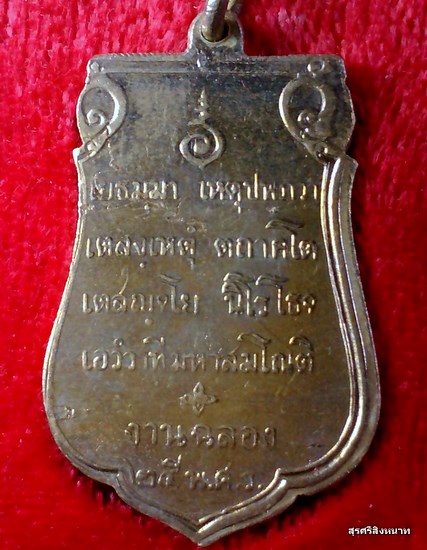 เยธมฺมา เหตุปฺปภวา
เตสํเหตุํ ตถาคโต
เตสญฺจโย นิโรโธจ
เอวํวาทีมหาสมโณติ
งานฉลอง
๒๕ พ.ศ.ว.
สุรศรีสิงหนาท